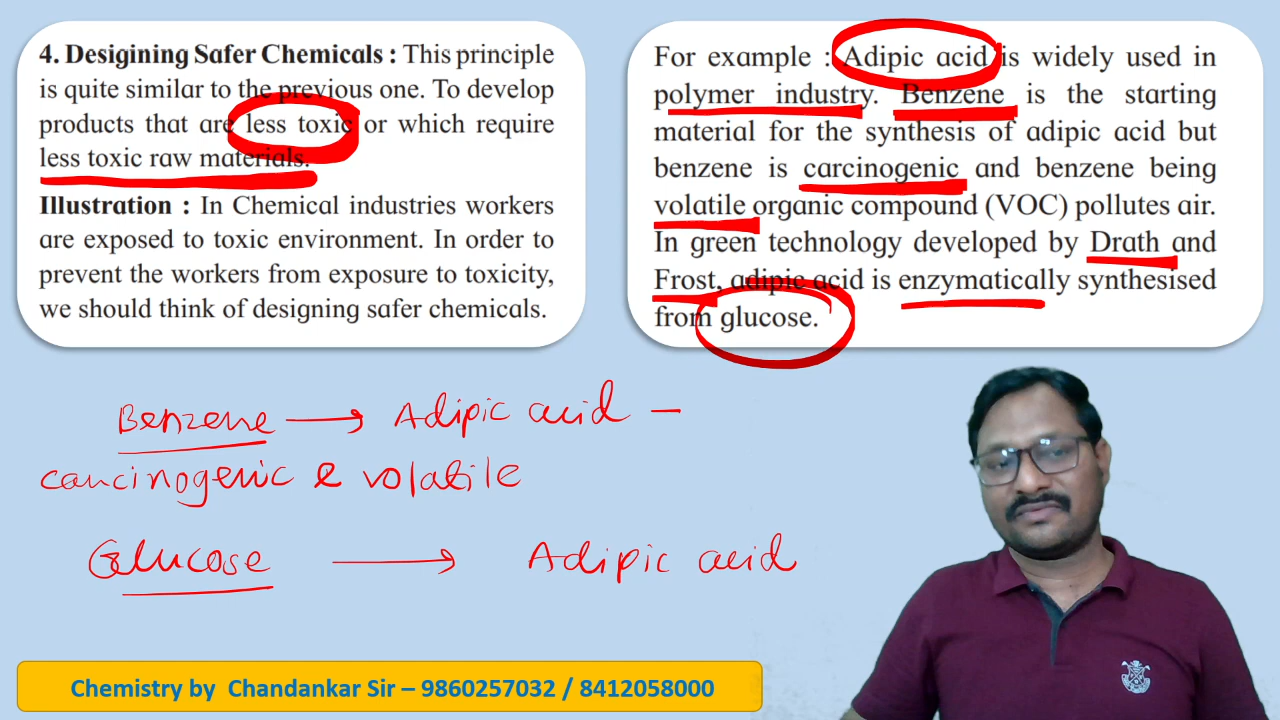 4. Desigining Safer Chemicals : This principle
is quite similar to the previous one. To develop
products that are less toxic or which require
less toxic raw materials.
Illustration : In Chemical industries workers
are exposed to toxic environment. In order to
prevent the workers from exposure to toxicity,
we should think of designing safer chemicals.
For example : Adipic acid is widely used in
polymer industry. Benzene is the starting
material for the synthesis of adipic acid but
benzene is carcinogenic and benzene being
volatile organic compound (VOC) pollutes air.
In green technology developed by Drath and
Frost, adipic acid is enzymatically synthesised
from glucose.
Benzene → Adipic acid –
carcinogenic & volatile
Glucose → Adipic acid
Chemistry by Chandankar Sir – 9860257032 / 8412058000